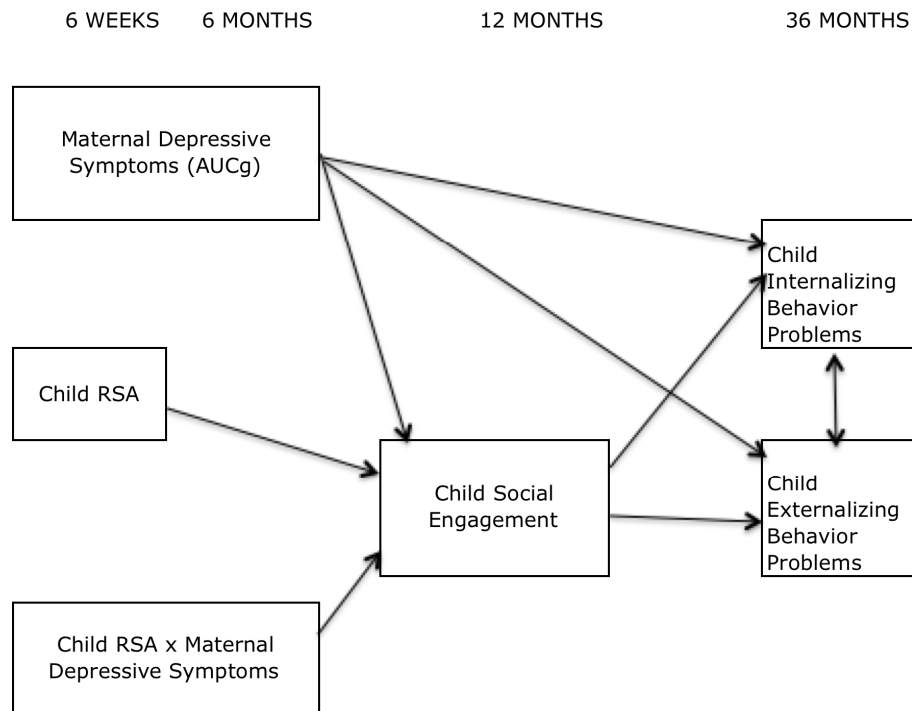 6 WEEKS 6 MONTHS 12 MONTHS 36 MONTHS
Maternal Depressive
Symptoms (AUCg)
Child
Internalizing
Behavior
Problems
Child RSA
Child Social
Engagement
Child
Externalizing
Behavior
Problems
Child RSA x Maternal
Depressive Symptoms